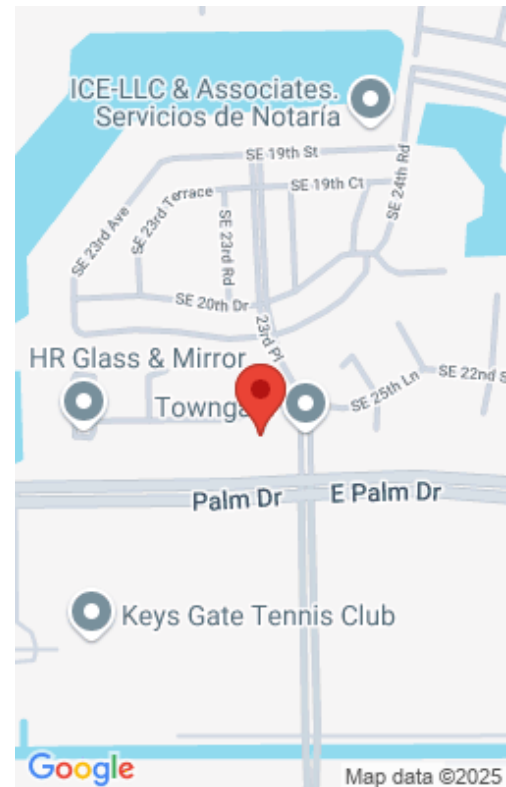 ICE-LLC & Associates.
Servicios de Notaría
SE 19th St
SE 19th Ct
SE 24th Rd
SE 23rd Terrace
SE 23rd Ave
SE 23rd Rd
SE 20th Dr
23rd Pl
HR Glass & Mirror
SE 22nd S
Townga
SE 25th Ln
Palm Dr
E Palm Dr
Keys Gate Tennis Club
Google
Map data ©2025